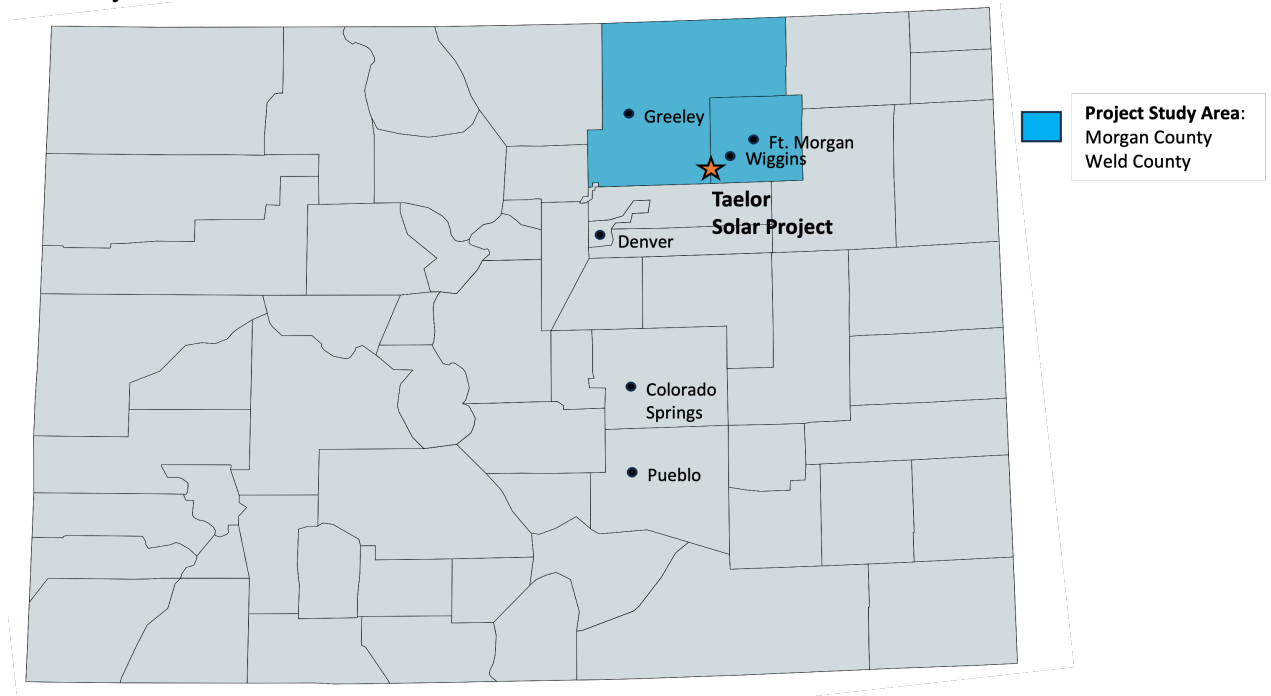 Greeley
Ft. Morgan
Wiggins
Taelor
Solar Project
Denver
Colorado
Springs
Pueblo
Project Study Area:
Morgan County
Weld County